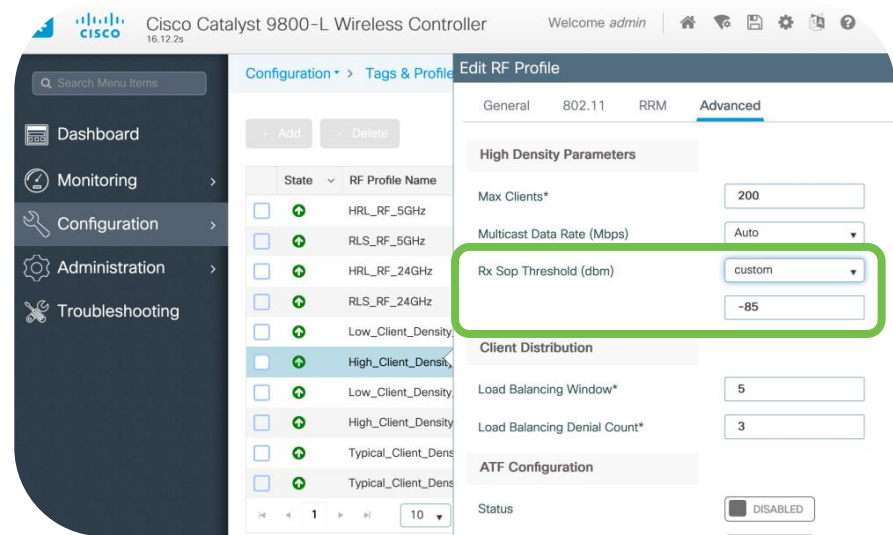 CISCO
Cisco Catalyst 9800-L Wireless Controller
16.12.2s
Welcome admin
Search Menu Items
Dashboard
Monitoring
Configuration
Administration
Troubleshooting
Configuration > Tags & Profile
+ Add
× Delete
State
RF Profile Name
HRL_RF_5GHz
RLS_RF_5GHz
HRL_RF_24GHz
RLS_RF_24GHz
Low_Client_Density
High_Client_Density
Low_Client_Density
High_Client_Density
Typical_Client_Dens
Typical_Client_Dens
1
10
Edit RF Profile
General
802.11
RRM
Advanced
High Density Parameters
Max Clients*
200
Multicast Data Rate (Mbps)
Auto
Rx Sop Threshold (dbm)
custom
-85
Client Distribution
Load Balancing Window*
5
Load Balancing Denial Count*
3
ATF Configuration
Status
DISABLED